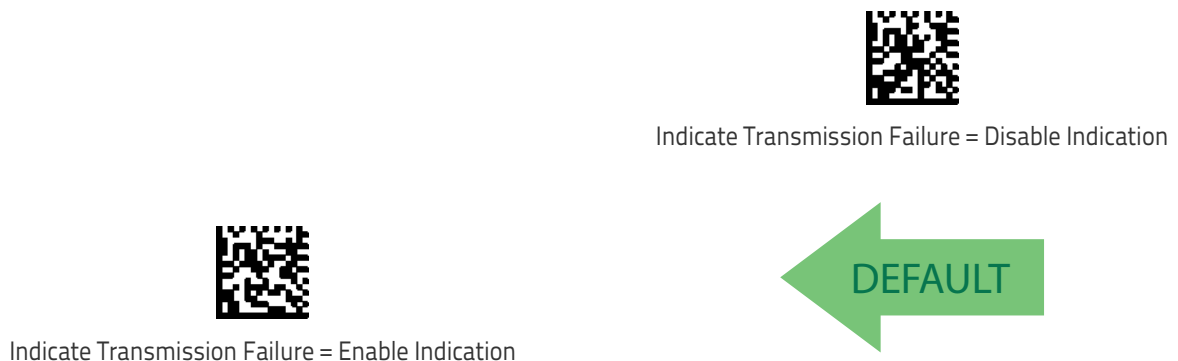 Indicate Transmission Failure = Disable Indication
DEFAULT
Indicate Transmission Failure = Enable Indication